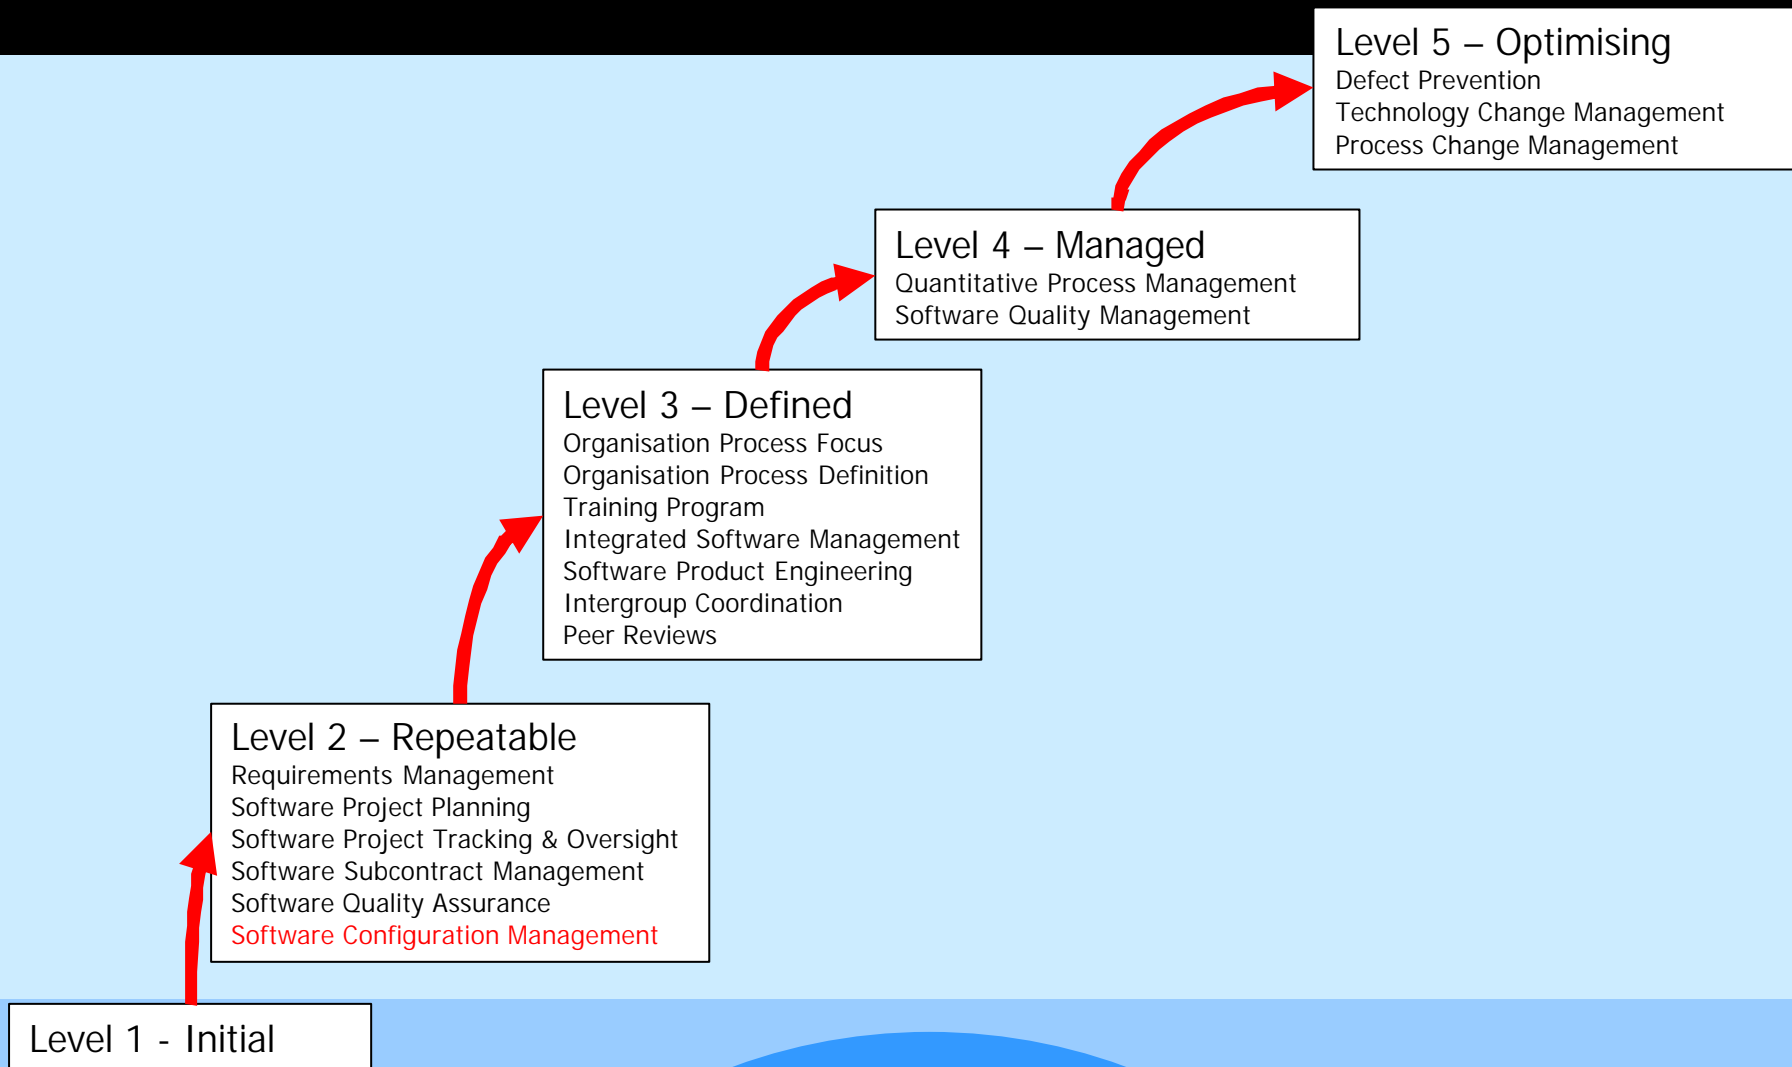 Level 5 – Optimising
Defect Prevention
Technology Change Management
Process Change Management
Level 4 – Managed
Quantitative Process Management
Software Quality Management
Level 3 – Defined
Organisation Process Focus
Organisation Process Definition
Training Program
Integrated Software Management
Software Product Engineering
Intergroup Coordination
Peer Reviews
Level 2 – Repeatable
Requirements Management
Software Project Planning
Software Project Tracking & Oversight
Software Subcontract Management
Software Quality Assurance
Software Configuration Management
Level 1 - Initial